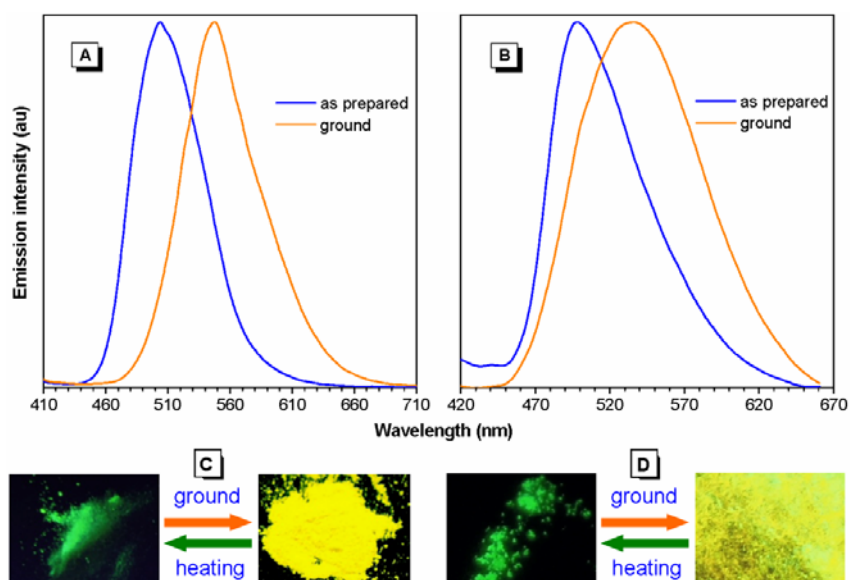 A
B
as prepared
ground
as prepared
ground
Emission intensity (au)
410 460 510 560 610 660 710
420 470 520 570 620 670
Wavelength (nm)
C
D
ground
heating
ground
heating